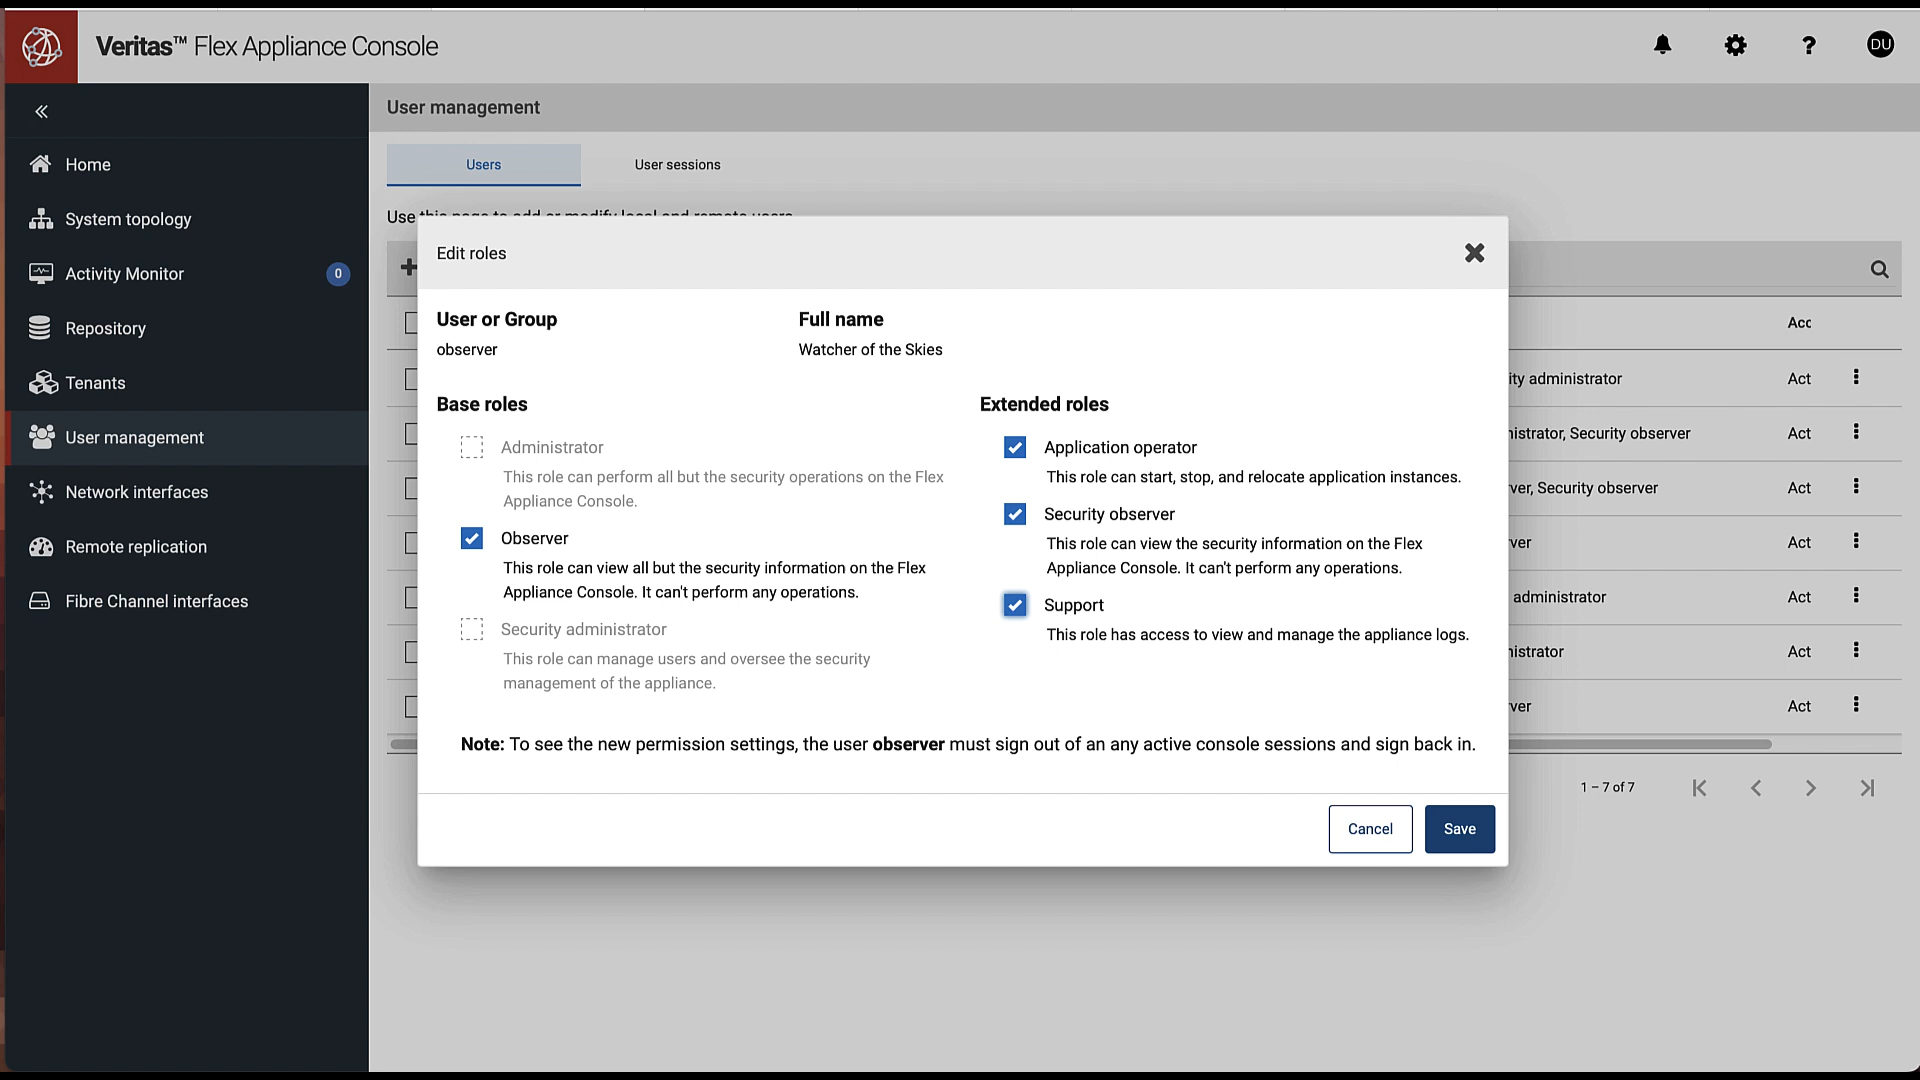 Veritas™ Flex Appliance Console
DU
User management
Home
System topology
Activity Monitor
0
Repository
Tenants
User management
Network interfaces
Remote replication
Fibre Channel interfaces
Users
User sessions
Use this page to add or modify local and remote users.
Edit roles
User or Group
Full name
observer
Watcher of the Skies
Base roles
Administrator
This role can perform all but the security operations on the Flex
Appliance Console.
Observer
This role can view all but the security information on the Flex
Appliance Console. It can't perform any operations.
Security administrator
This role can manage users and oversee the security
management of the appliance.
Extended roles
Application operator
This role can start, stop, and relocate application instances.
Security observer
This role can view the security information on the Flex
Appliance Console. It can't perform any operations.
Support
This role has access to view and manage the appliance logs.
Note: To see the new permission settings, the user observer must sign out of an any active console sessions and sign back in.
Cancel
Save
Acc
ity administrator Act
istrator, Security observer Act
ver, Security observer Act
ver Act
administrator Act
istrator Act
ver Act
1 – 7 of 7